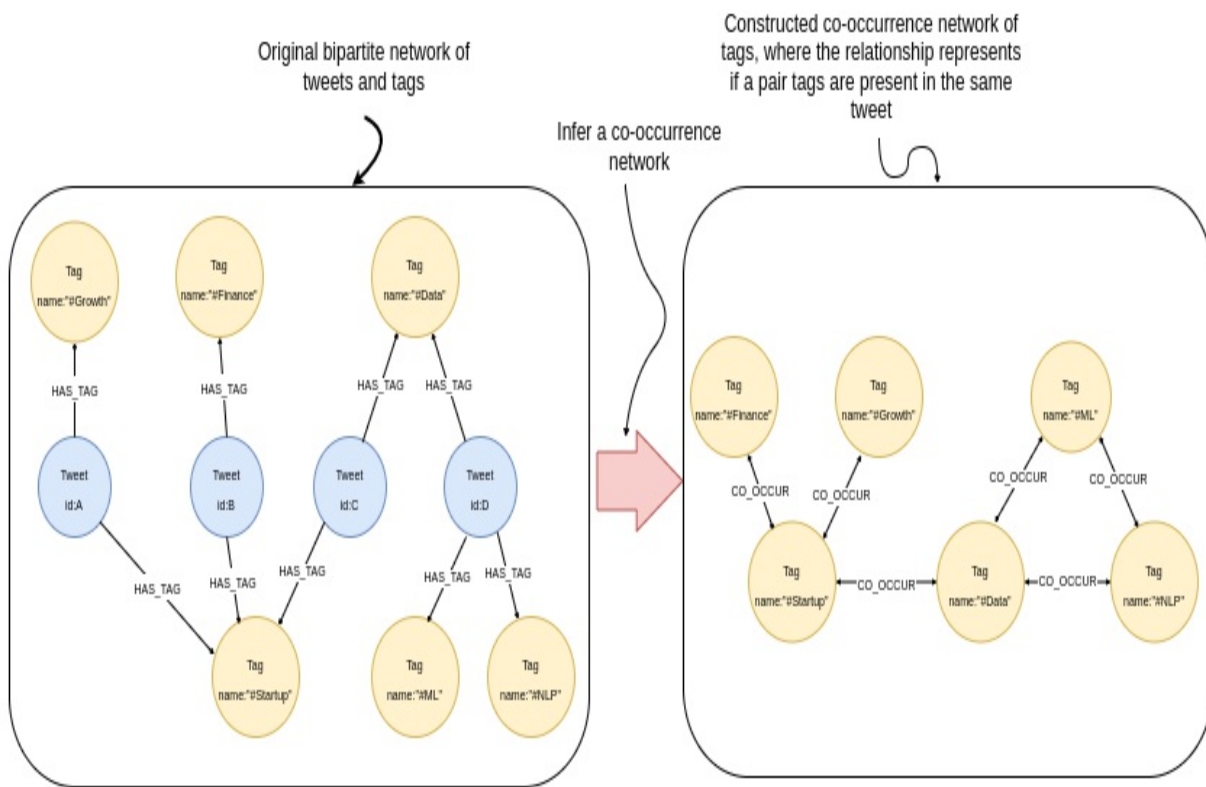 Original bipartite network of
tweets and tags
Constructed co-occurrence network of
tags, where the relationship represents
if a pair tags are present in the same
tweet
Infer a co-occurrence
network
Tag
name:"#Growth"
Tag
name:"#Finance"
Tag
name:"#Data"
HAS_TAG
HAS_TAG
HAS_TAG
HAS_TAG
Tweet
id:A
Tweet
id:B
Tweet
id:C
Tweet
id:D
HAS_TAG
HAS_TAG
HAS_TAG
HAS_TAG
HAS_TAG
Tag
name:"#Startup"
Tag
name:"#ML"
Tag
name:"#NLP"
Tag
name:"#Finance"
Tag
name:"#Growth"
Tag
name:"#ML"
CO_OCCUR
CO_OCCUR
CO_OCCUR
CO_OCCUR
Tag
name:"#Startup"
CO_OCCUR
Tag
name:"#Data"
CO_OCCUR
Tag
name:"#NLP"